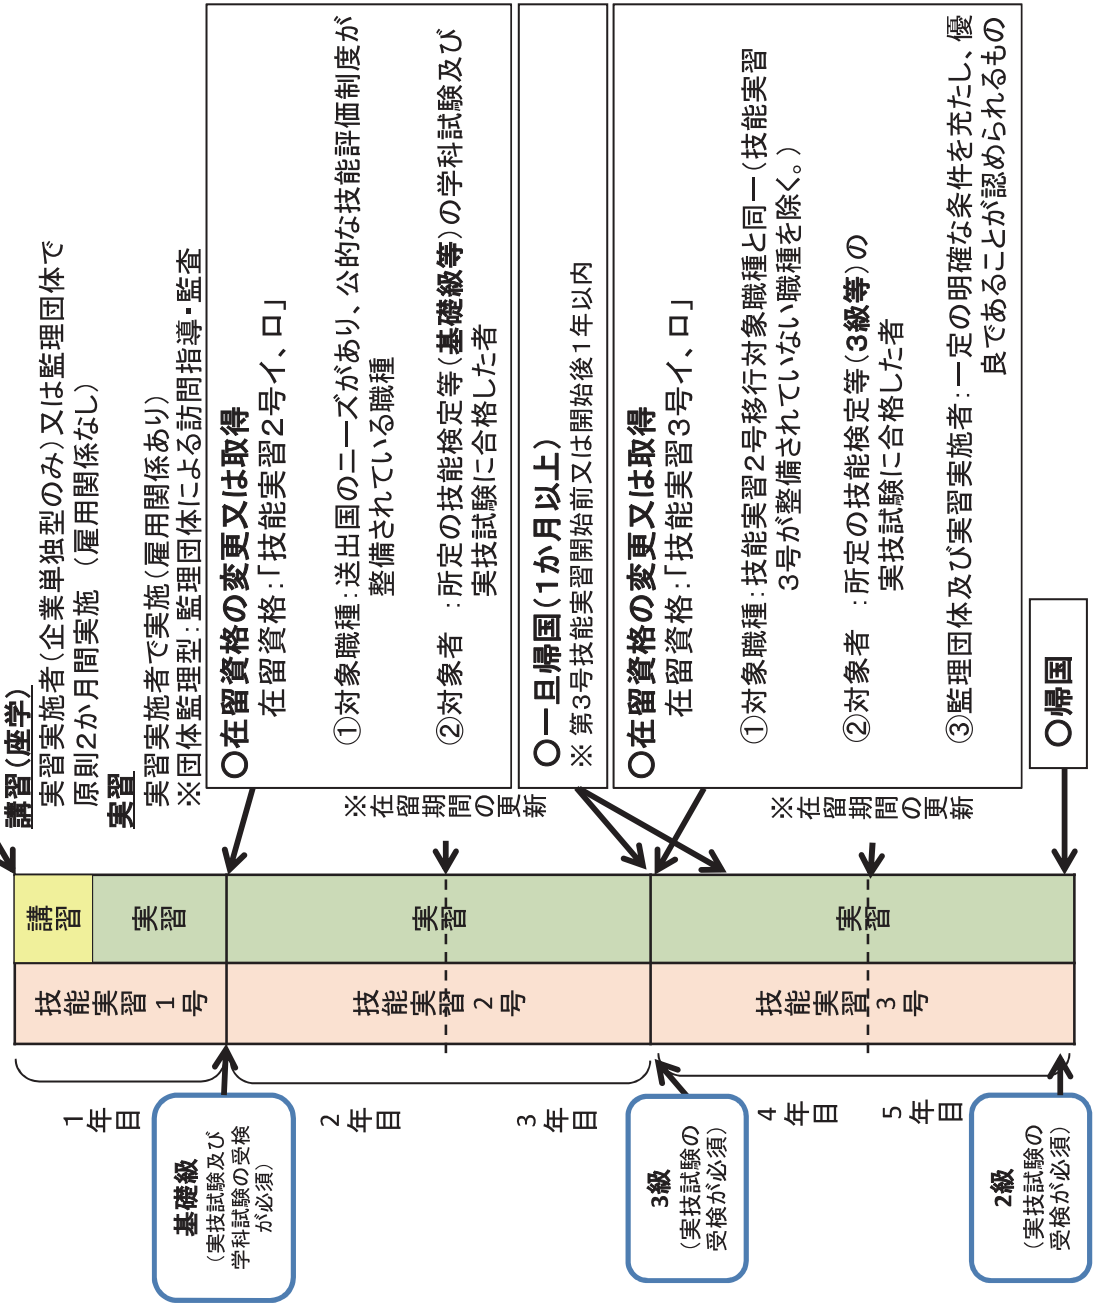 講習(座学)
実習実施者(企業単独型のみ)又は監理団体で
原則2か月間実施 (雇用関係なし)
実習
実習実施者で実施(雇用関係あり)
※団体監理型:監理団体による訪問指導・監査
○在留資格の変更又は取得
在留資格:「技能実習2号イ、ロ」
①対象職種:送出国のニーズがあり、公的な技能評価制度が
整備されている職種
②対象者 :所定の技能検定等(基礎級等)の学科試験及び
実技試験に合格した者
○一旦帰国(1か月以上)
※第3号技能実習開始前又は開始後1年以内
○在留資格の変更又は取得
在留資格:「技能実習3号イ、ロ」
①対象職種:技能実習2号移行対象職種と同一(技能実習
3号が整備されていない職種を除く。)
②対象者 :所定の技能検定等(3級等)の
実技試験に合格した者
③監理団体及び実習実施者:一定の明確な条件を充たし、優
良であることが認められるもの
○帰国
※在留期間の更新
※在留期間の更新
講習
実習
実習
実習
技能実習1号
技能実習2号
技能実習3号
1年目
2年目
3年目
4年目
5年目
基礎級
(実技試験及び
学科試験の受検
が必須)
3級
(実技試験の
受検が必須)
2級
(実技試験の
受検が必須)